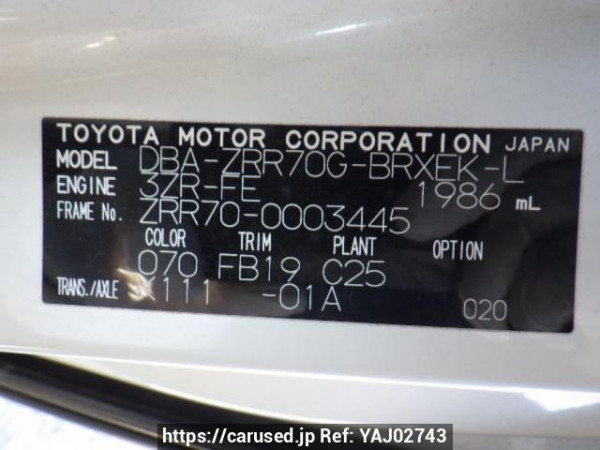 TOYOTA MOTOR CORPORATION JAPAN
MODEL DBA-ZRR70G-BRXEK-L
ENGINE 3ZR-FE 1986 mL
FRAME No. ZRR70-0003445
COLOR TRIM PLANT OPTION
070 FB19 C25
TRANS./AXLE K111 -01A
020
https://carused.jp Ref: YAJ02743